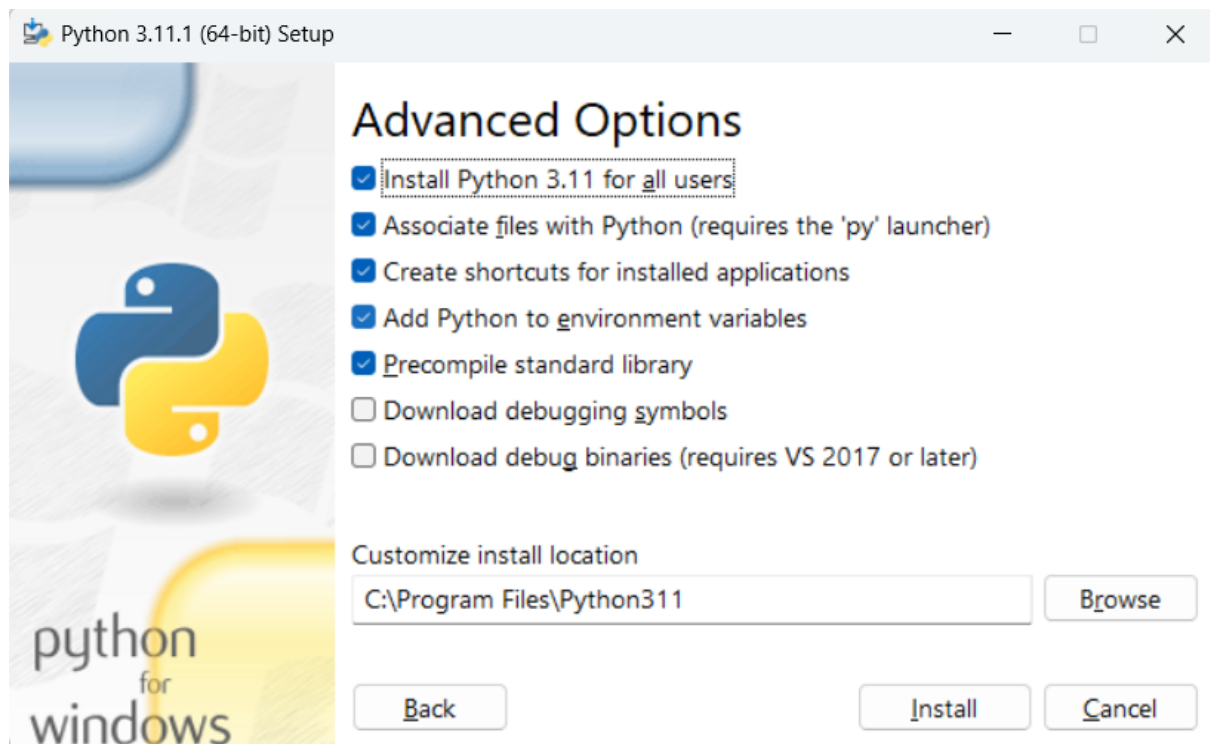 Python 3.11.1 (64-bit) Setup
Advanced Options
Install Python 3.11 for all users
Associate files with Python (requires the 'py' launcher)
Create shortcuts for installed applications
Add Python to environment variables
Precompile standard library
Download debugging symbols
Download debug binaries (requires VS 2017 or later)
Customize install location
C:\Program Files\Python311
Browse
python
for
windows
Back
Install
Cancel